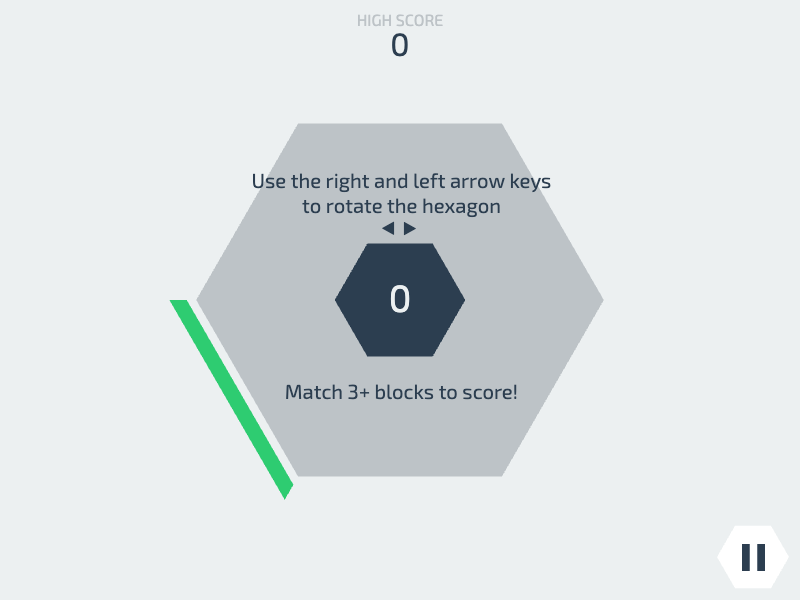 HIGH SCORE
0
Use the right and left arrow keys
to rotate the hexagon
0
Match 3+ blocks to score!